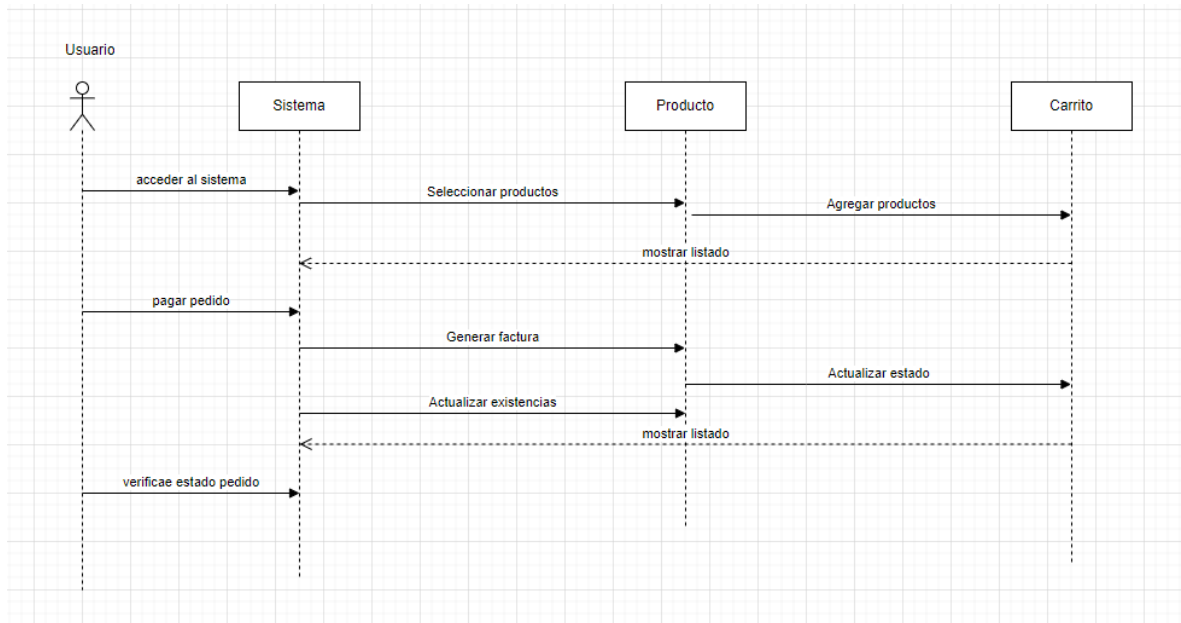 Usuario
Sistema
Producto
Carrito
acceder al sistema
Seleccionar productos
Agregar productos
mostrar listado
pagar pedido
Generar factura
Actualizar estado
Actualizar existencias
mostrar listado
verificae estado pedido